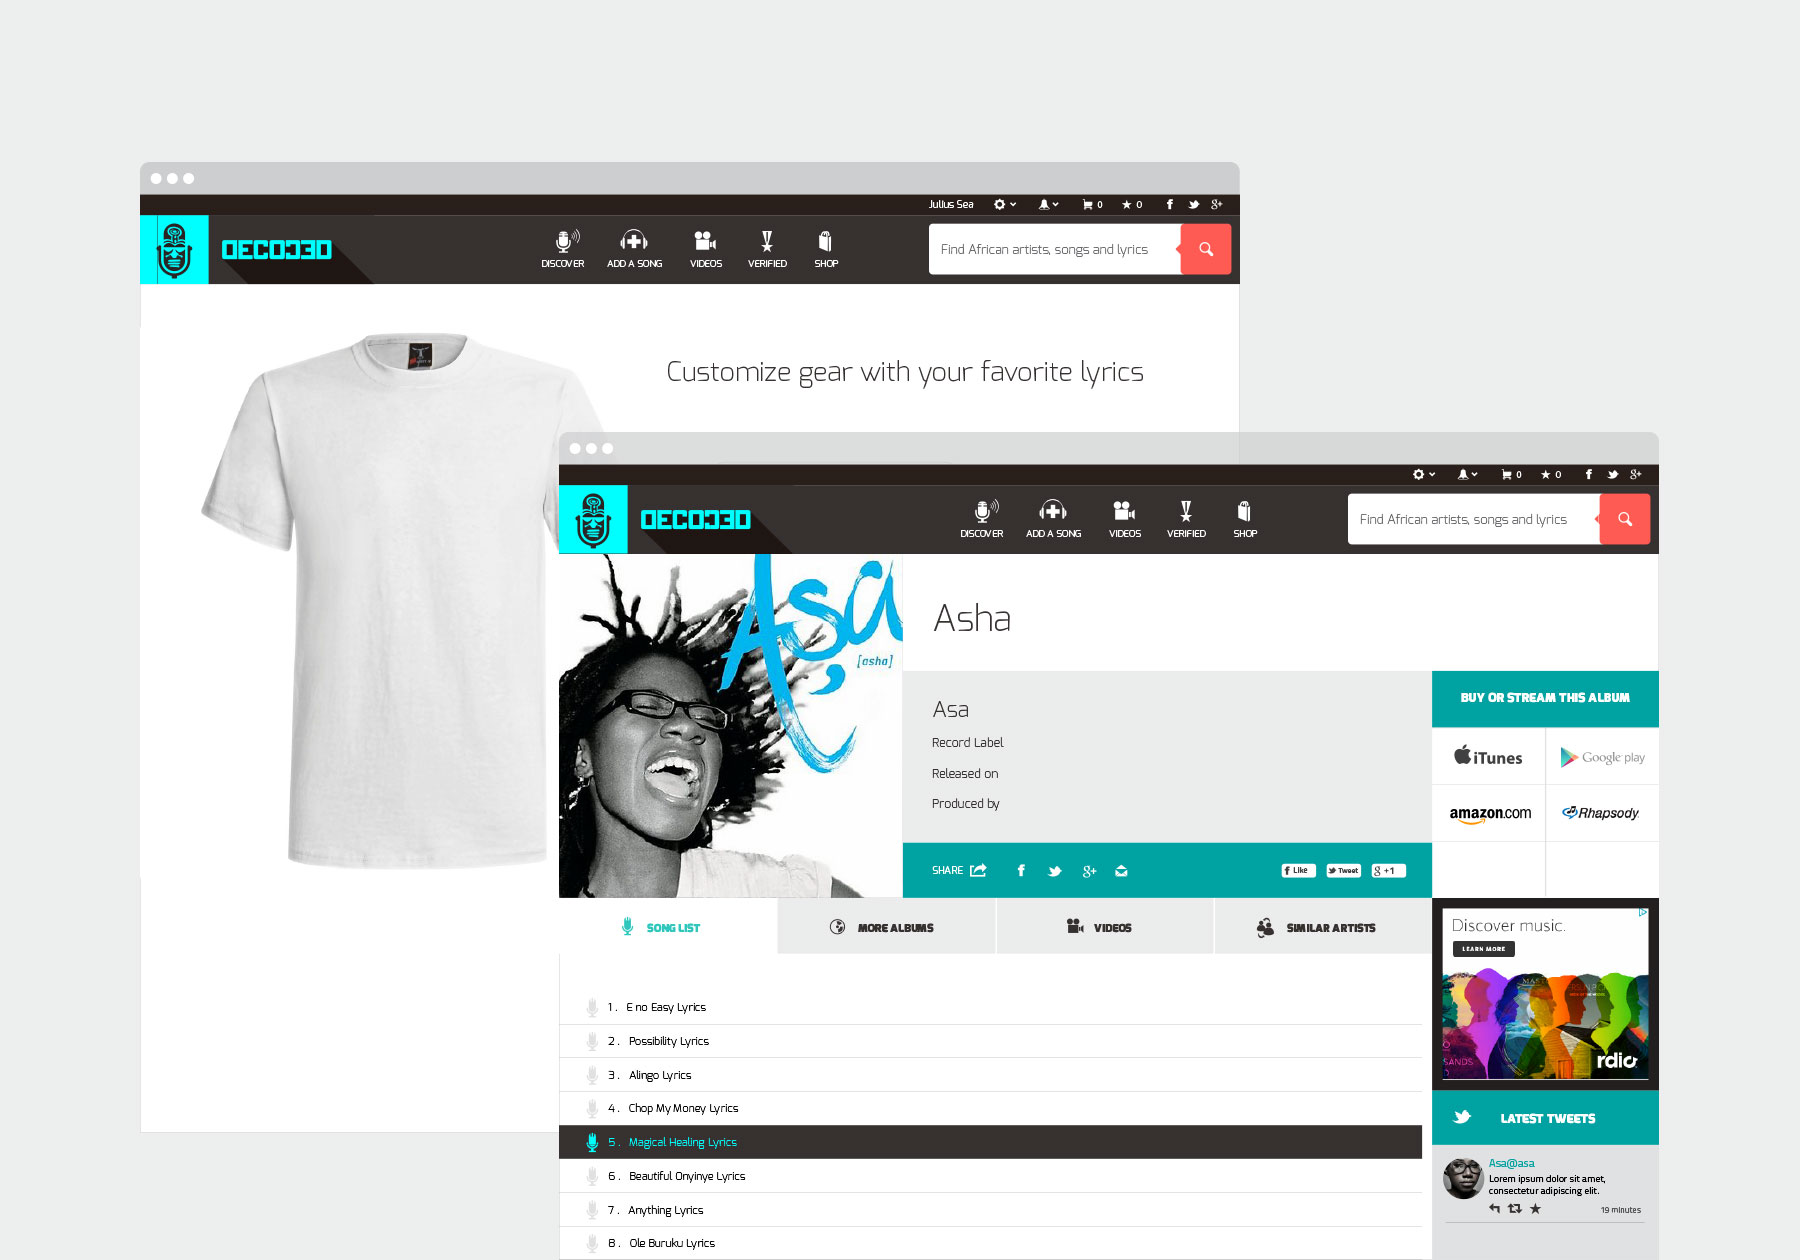 Julius Sea 0 0
DECODED
DISCOVER ADD A SONG VIDEOS VERIFIED SHOP
Find African artists, songs and lyrics
Customize gear with your favorite lyrics
0 0
DECODED
DISCOVER ADD A SONG VIDEOS VERIFIED SHOP
Find African artists, songs and lyrics
Aṣa
[asha]
Asha
Asa
Record Label
Released on
Produced by
SHARE
Like Tweet +1
BUY OR STREAM THIS ALBUM
iTunes Google play
amazon.com Rhapsody
SONG LIST MORE ALBUMS VIDEOS SIMILAR ARTISTS
1. E no Easy Lyrics
2. Possibility Lyrics
3. Alingo Lyrics
4. Chop My Money Lyrics
5. Magical Healing Lyrics
6. Beautiful Onyinye Lyrics
7. Anything Lyrics
8. Ole Buruku Lyrics
Discover music.
LEARN MORE
SANDS
rdio
LATEST TWEETS
Asa@asa
Lorem ipsum dolor sit amet,
consectetur adipiscing elit.
19 minutes